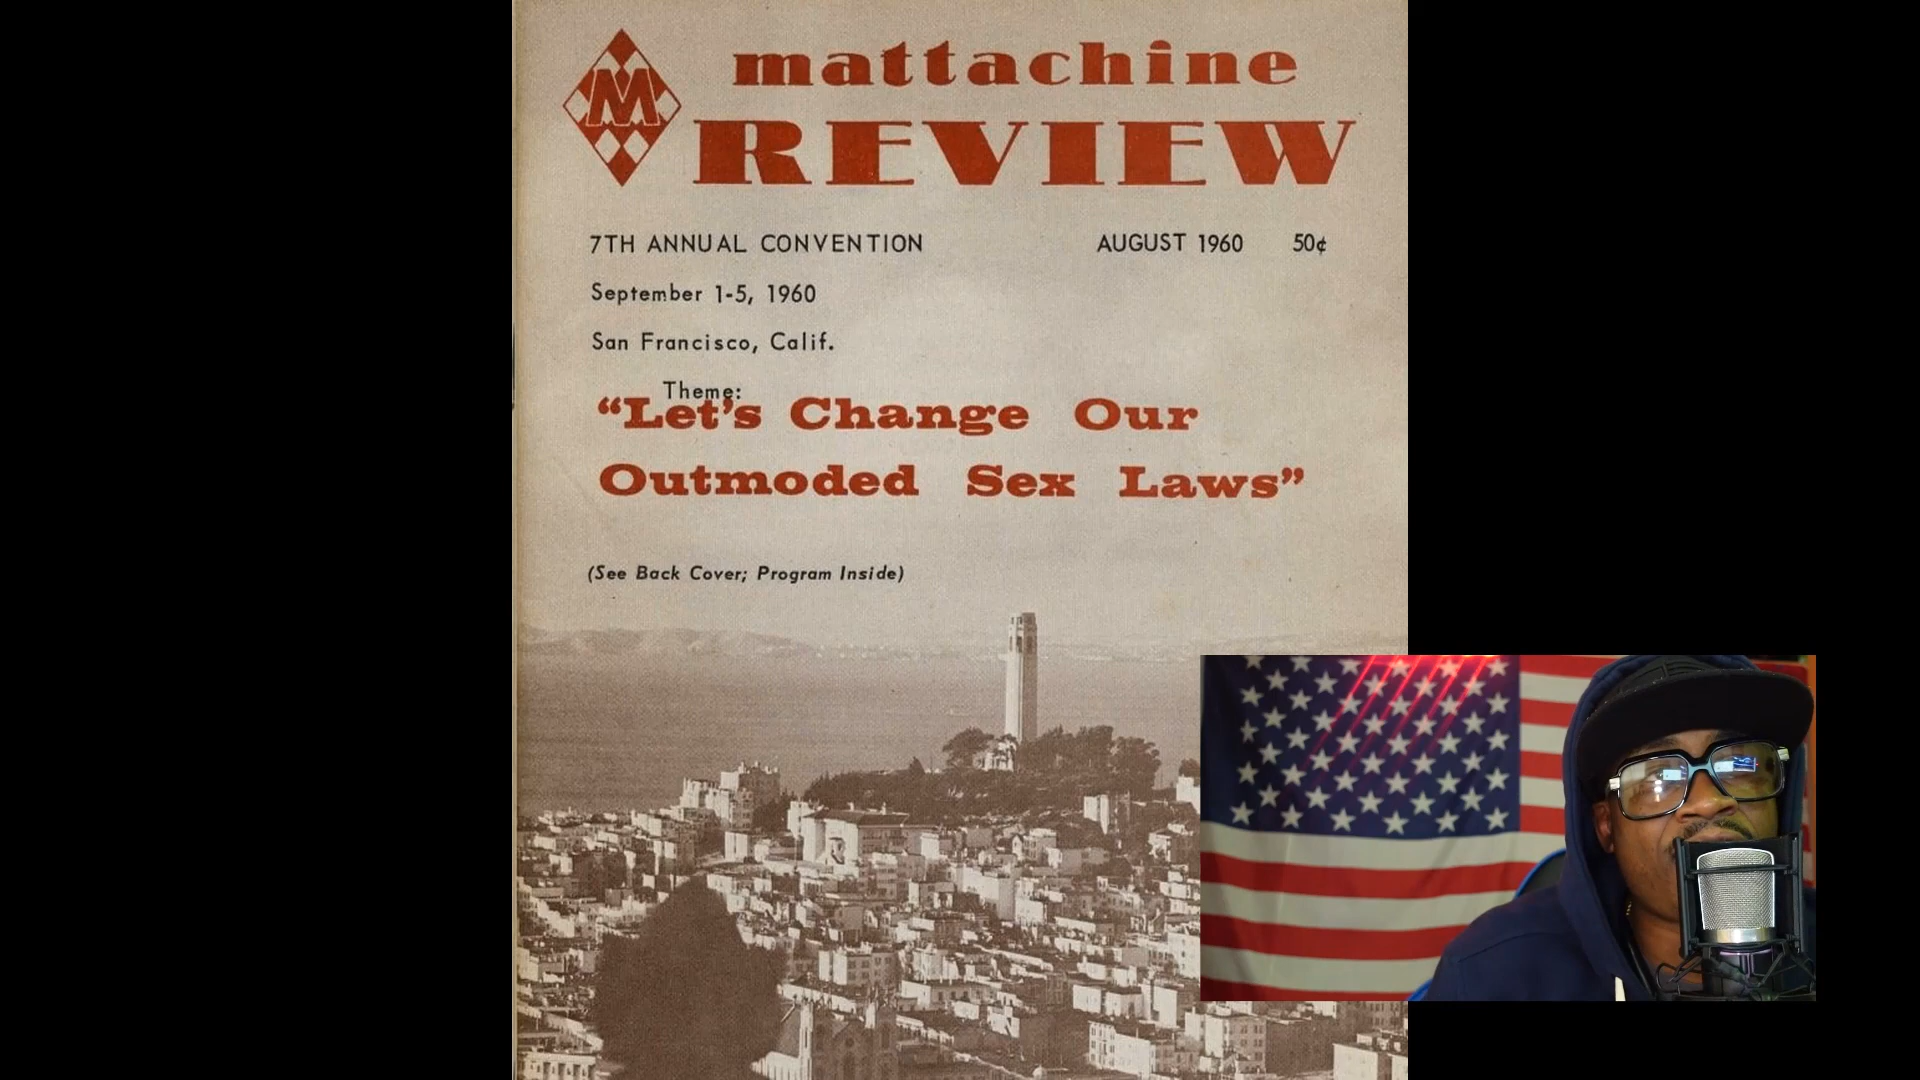 M
mattachine
REVIEW
7TH ANNUAL CONVENTION
AUGUST 1960 50¢
September 1-5, 1960
San Francisco, Calif.
Theme:
“Let’s Change Our
Outmoded Sex Laws”
(See Back Cover; Program Inside)